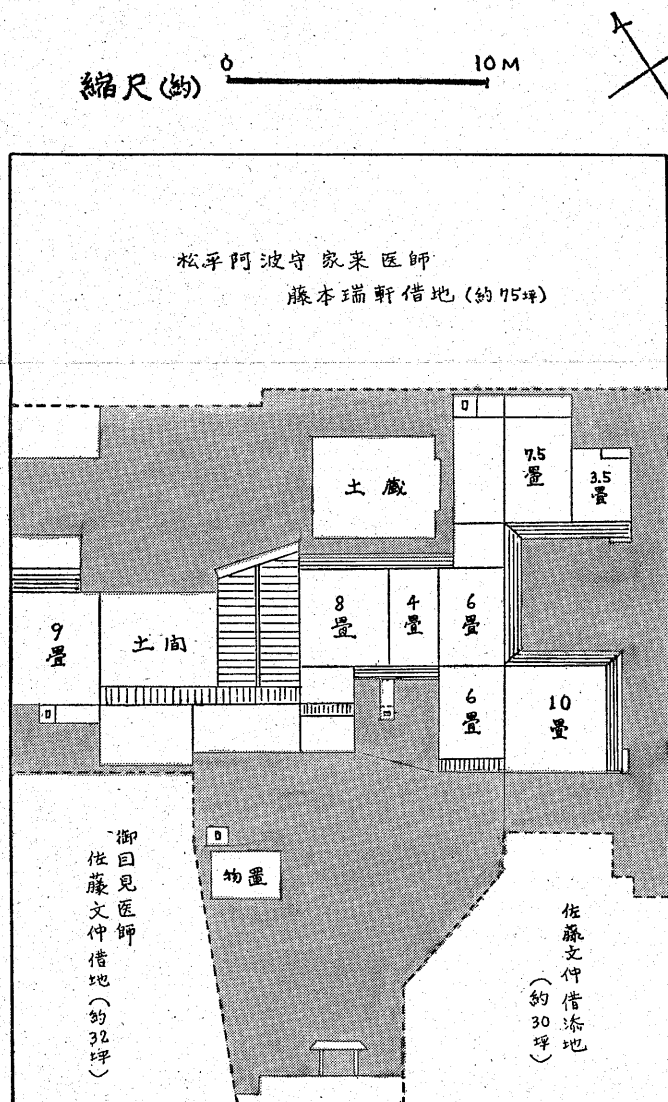 縮尺(約)
0
10M
松平阿波守家来医師
藤本瑞軒借地(約75坪)
土蔵
7.5畳
3.5畳
9畳
土間
8畳
4畳
6畳
6畳
10畳
物置
御目見医師
佐藤文仲借地(約32坪)
佐藤文仲借添地
(約30坪)